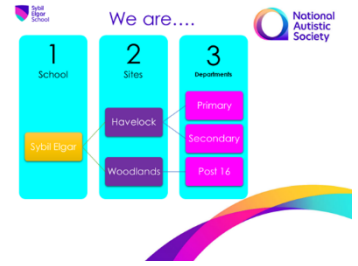 Sybil
Elgar
School
We are....
National
Autistic
Society
1
School
2
Sites
3
Departments
Sybil Elgar
Havelock
Woodlands
Primary
Secondary
Post 16